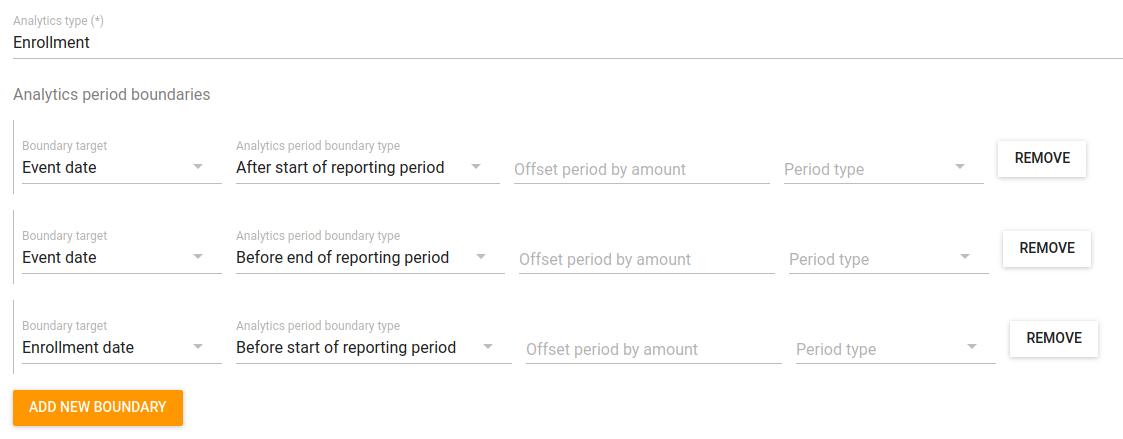 Analytics type (*)
Enrollment
Analytics period boundaries
Boundary target Analytics period boundary type
Event date After start of reporting period Offset period by amount Period type REMOVE
Boundary target Analytics period boundary type
Event date Before end of reporting period Offset period by amount Period type REMOVE
Boundary target Analytics period boundary type
Enrollment date Before start of reporting period Offset period by amount Period type REMOVE
ADD NEW BOUNDARY